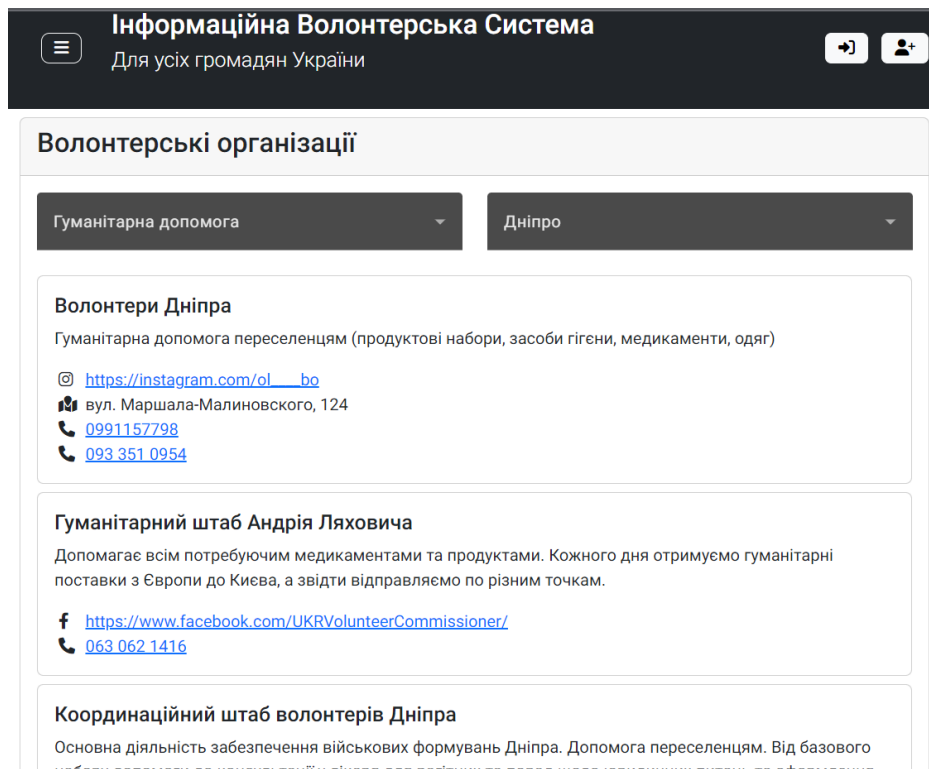 Інформаційна Волонтерська Система
Для усіх громадян України
Волонтерські організації
Гуманітарна допомога
Дніпро
Волонтери Дніпра
Гуманітарна допомога переселенцям (продуктові набори, засоби гігєни, медикаменти, одяг)
https://instagram.com/ol____bo
вул. Маршала-Малиновского, 124
0991157798
093 351 0954
Гуманітарний штаб Андрія Ляховича
Допомагає всім потребуючим медикаментами та продуктами. Кожного дня отримуємо гуманітарні
поставки з Європи до Києва, а звідти відправляємо по різним точкам.
https://www.facebook.com/UKRVolunteerCommissioner/
063 062 1416
Координаційний штаб волонтерів Дніпра
Основна діяльність забезпечення військових формувань Дніпра. Допомога переселенцям. Від базового